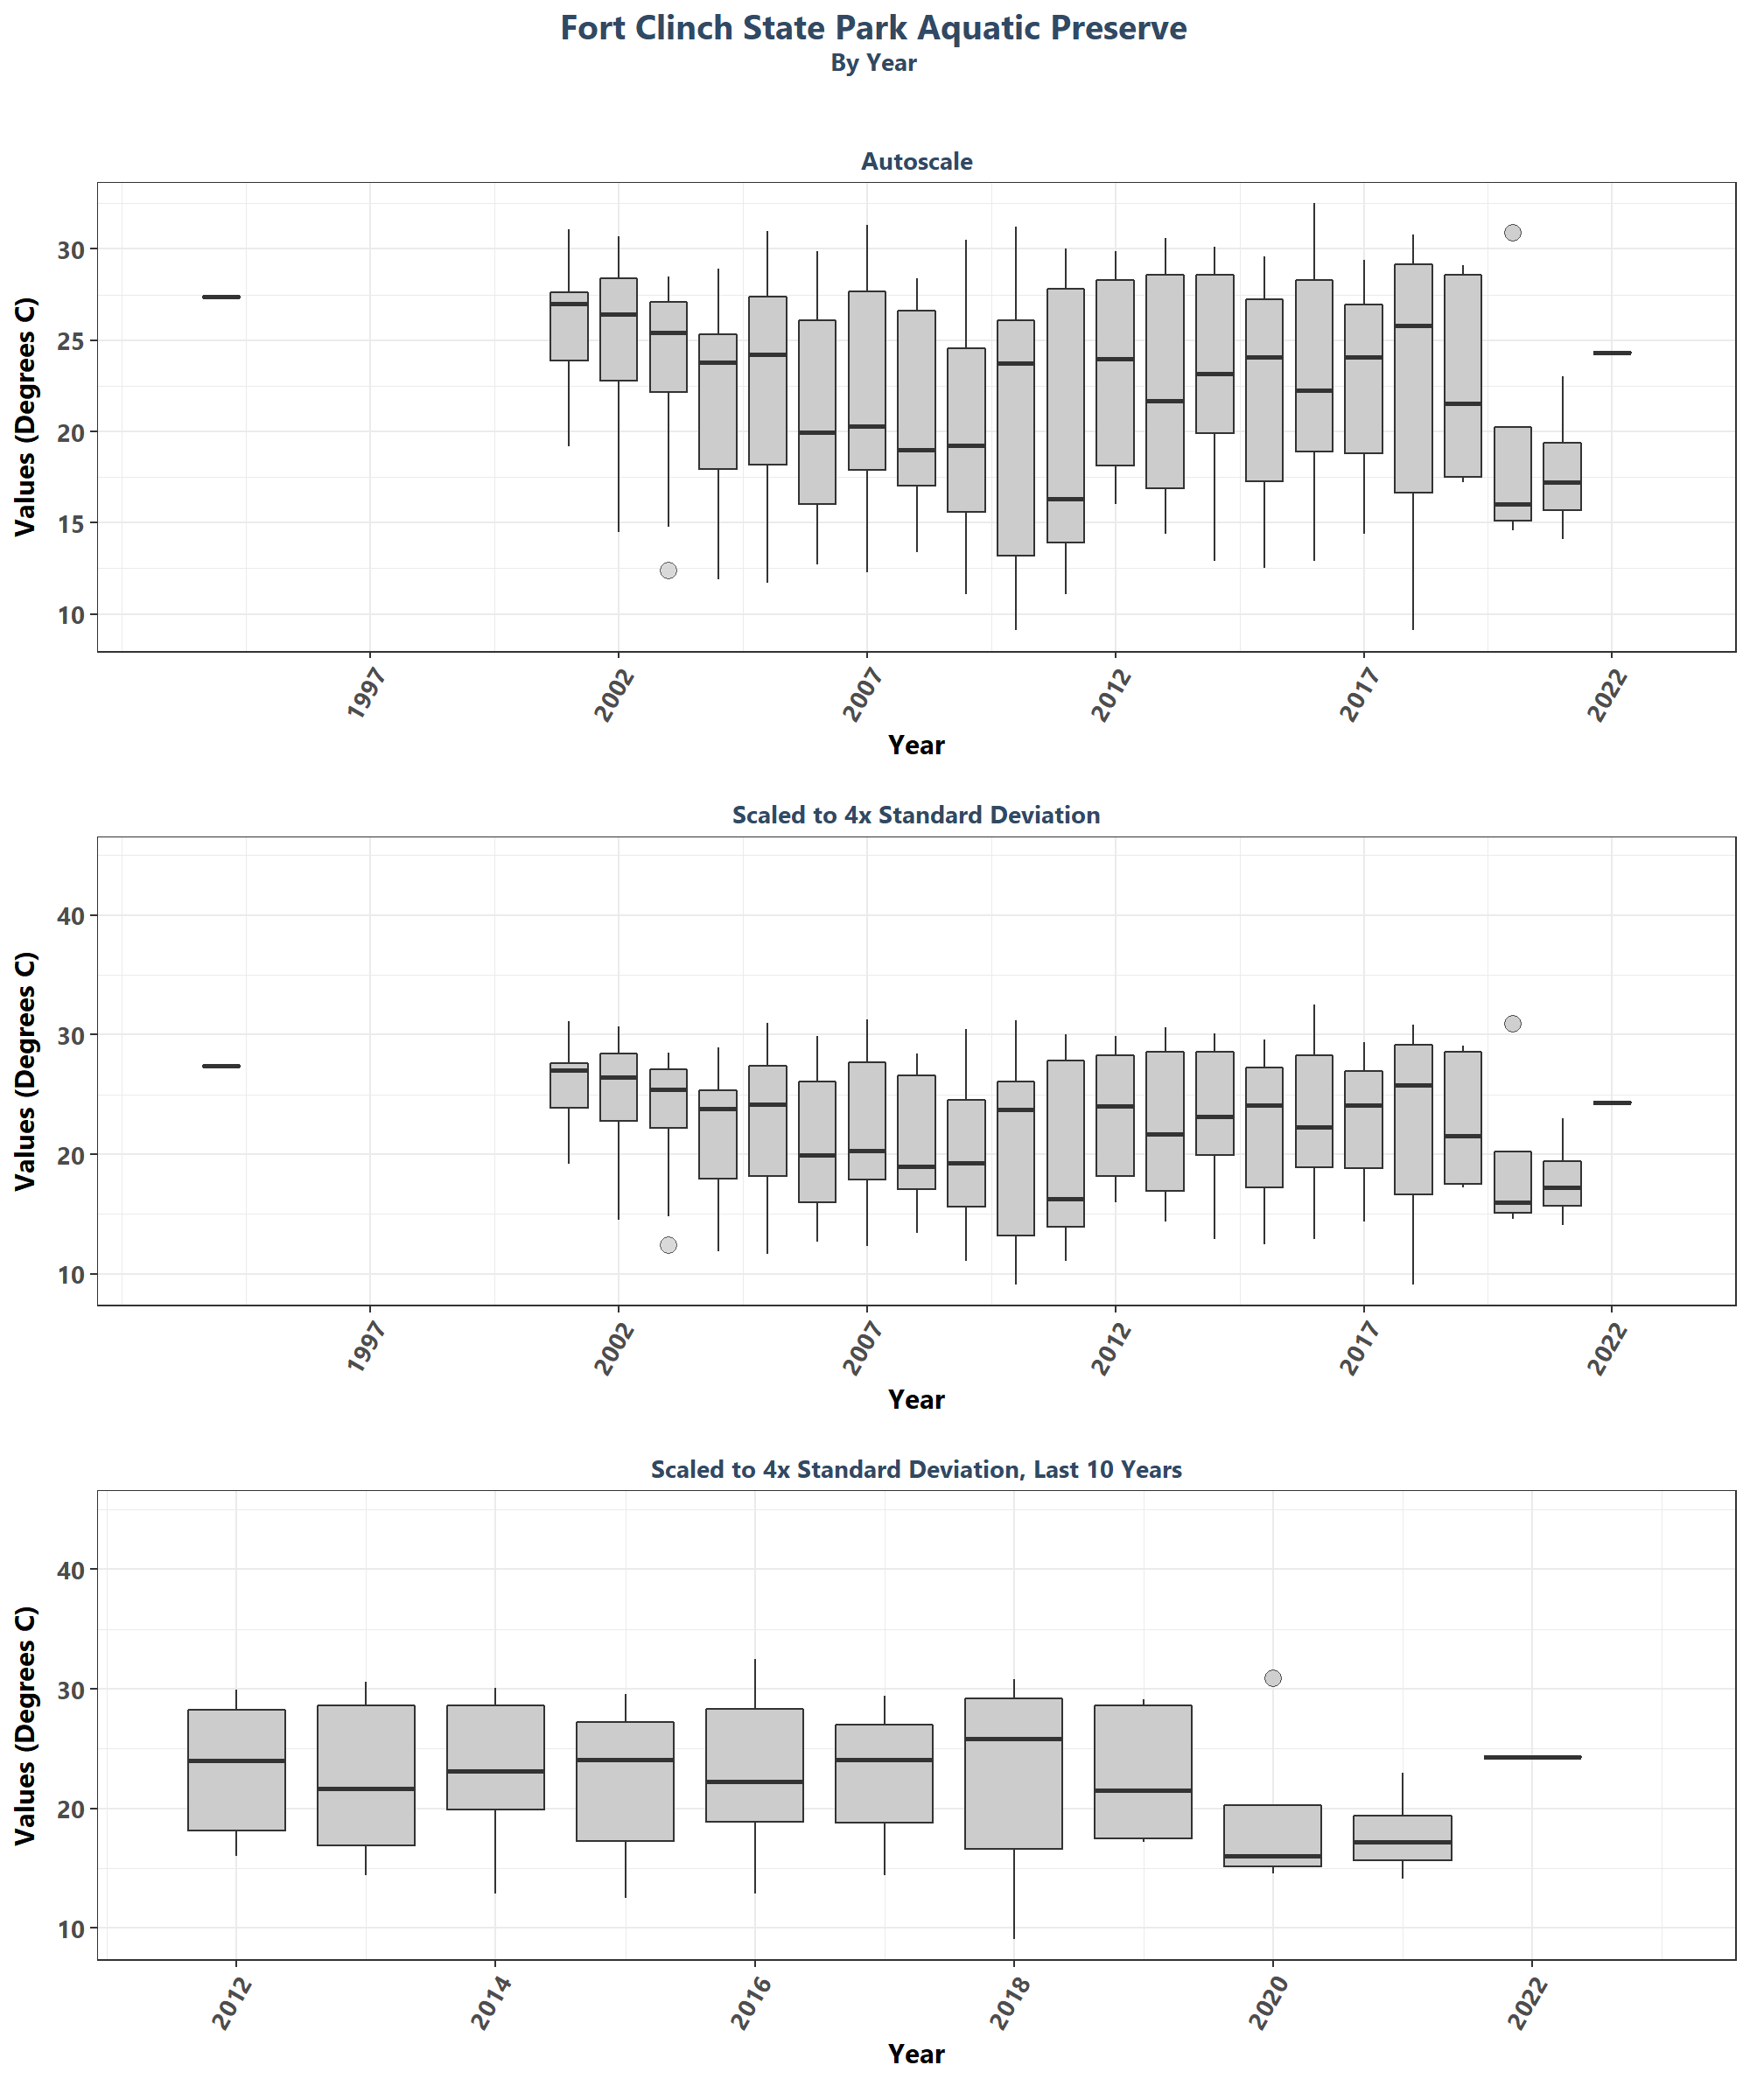 Fort Clinch State Park Aquatic Preserve
By Year
Autoscale
Values (Degrees C)
30
25
20
15
10
1997
2002
2007
2012
2017
2022
Year
Scaled to 4x Standard Deviation
Values (Degrees C)
40
30
20
10
1997
2002
2007
2012
2017
2022
Year
Scaled to 4x Standard Deviation, Last 10 Years
Values (Degrees C)
40
30
20
10
2012
2014
2016
2018
2020
2022
Year